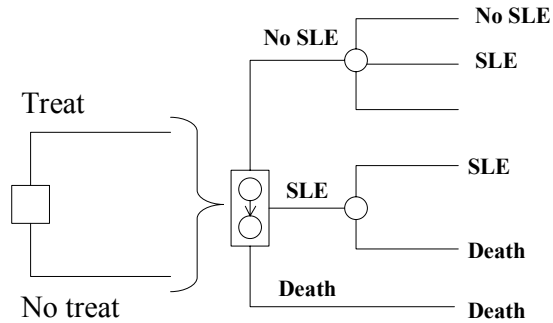 No SLE
No SLE
SLE
Treat
SLE
SLE
No treat
Death
Death
Death